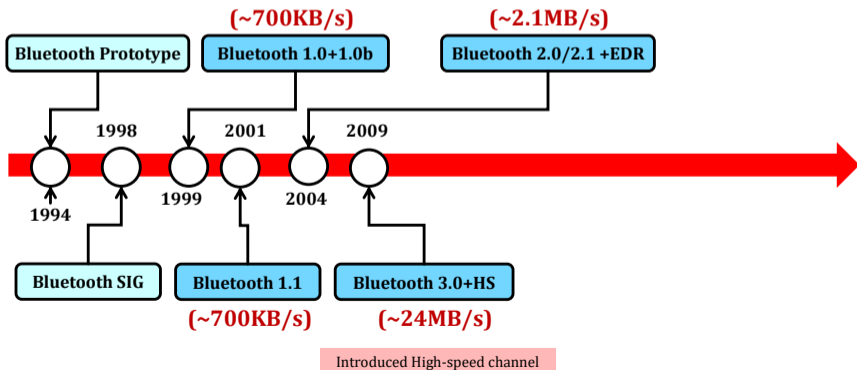 (~700KB/s)
(~2.1MB/s)
Bluetooth Prototype
Bluetooth 1.0+1.0b
Bluetooth 2.0/2.1 +EDR
1998
2001
2009
1994
1999
2004
Bluetooth SIG
Bluetooth 1.1
Bluetooth 3.0+HS
(~700KB/s)
(~24MB/s)
Introduced High-speed channel